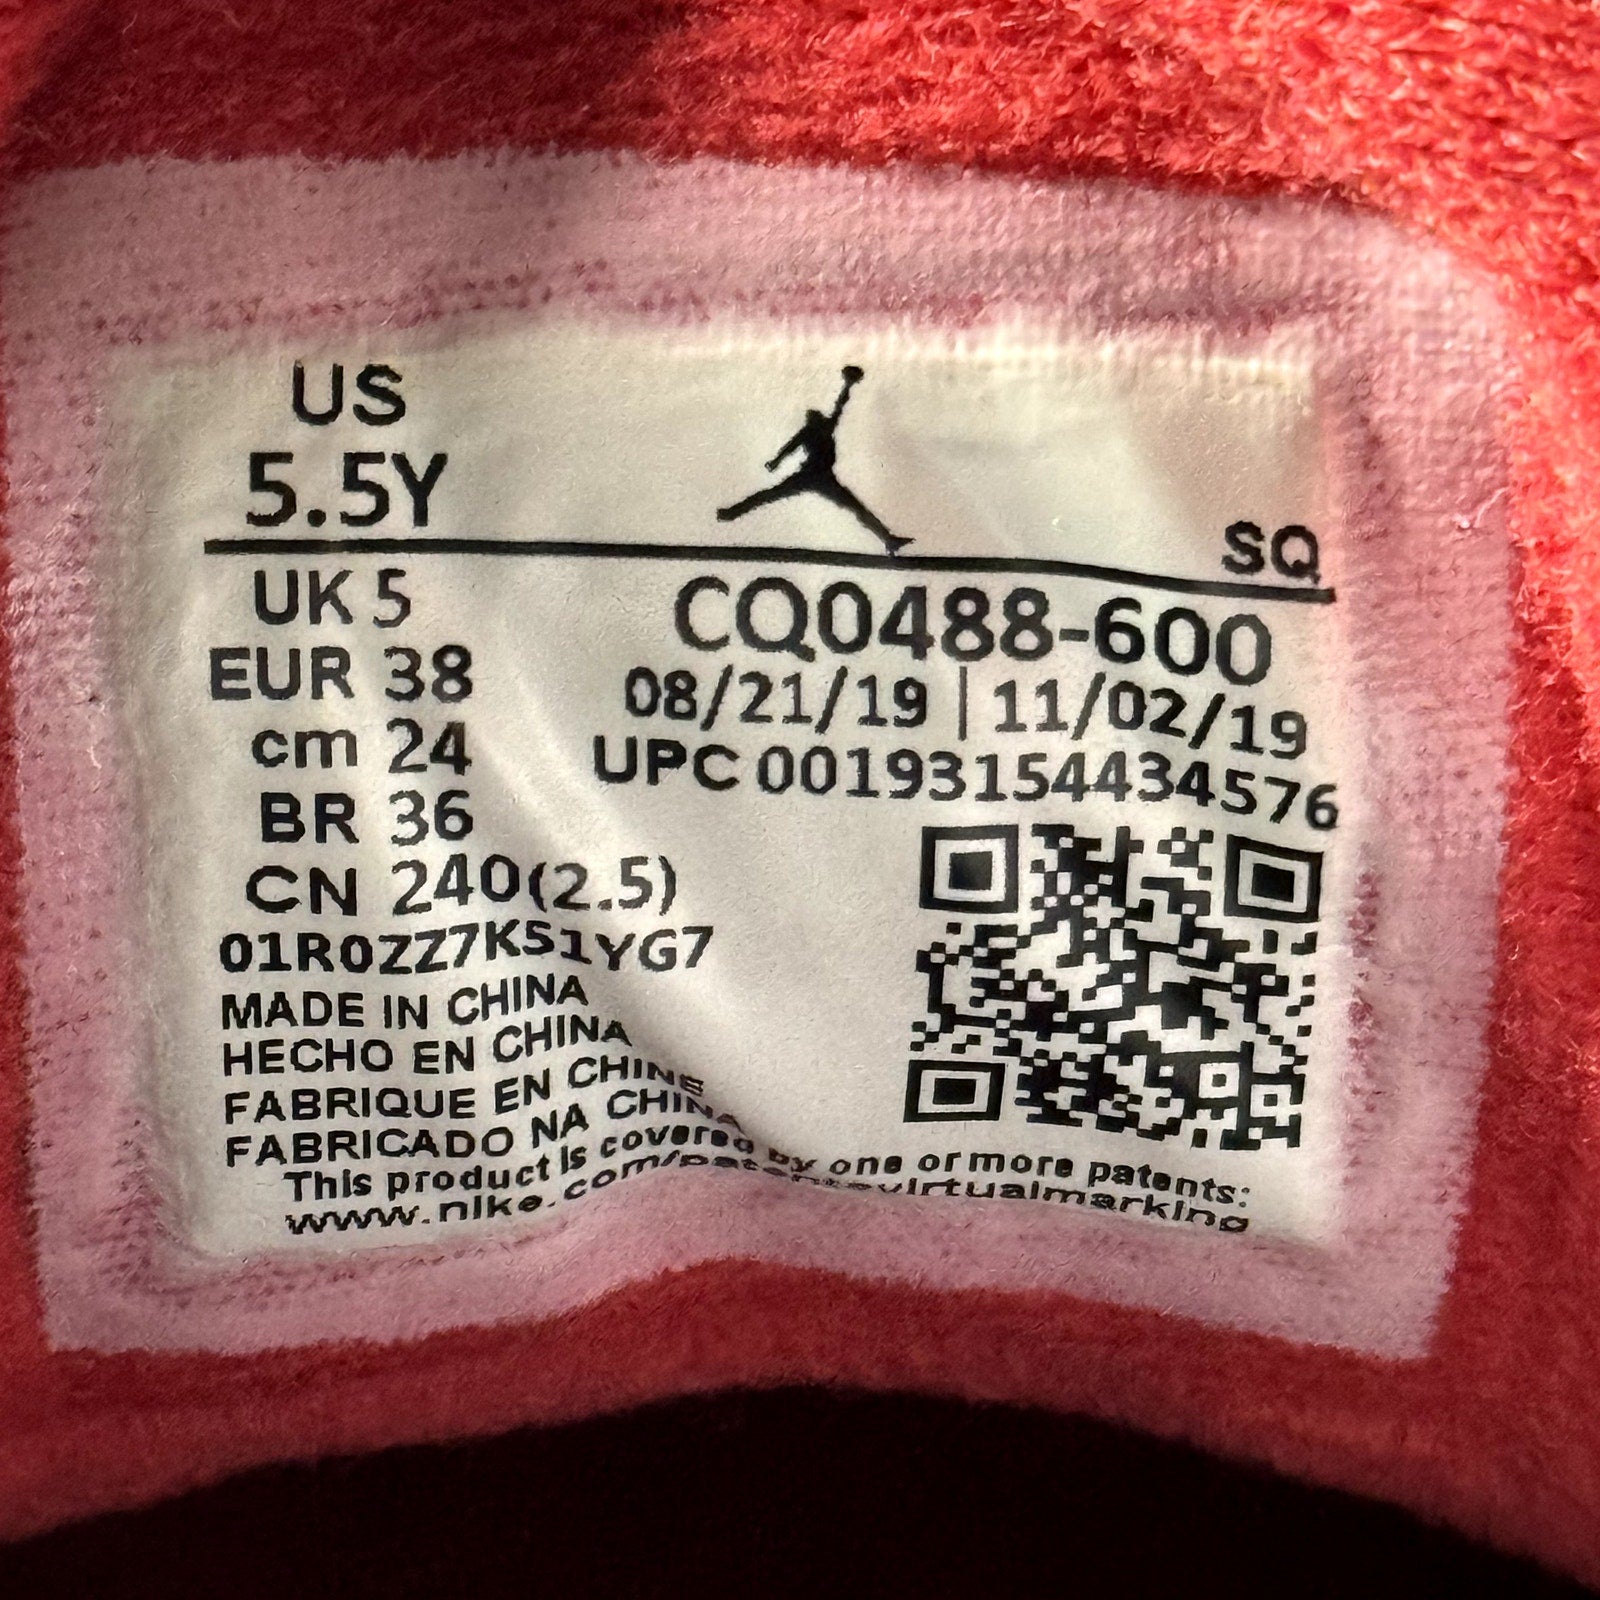 US
5.5Y
SQ
UK 5
EUR 38
cm 24
BR 36
CN 240(2.5)
CQ0488-600
08/21/19 | 11/02/19
UPC 00193154434576
01R0ZZ7K51YG7
MADE IN CHINA
HECHO EN CHINA
FABRIQUE EN CHINE
FABRICADO NA CHINA
This product is covered by one or more patents:
www.nike.com/patentsvirtualmarking